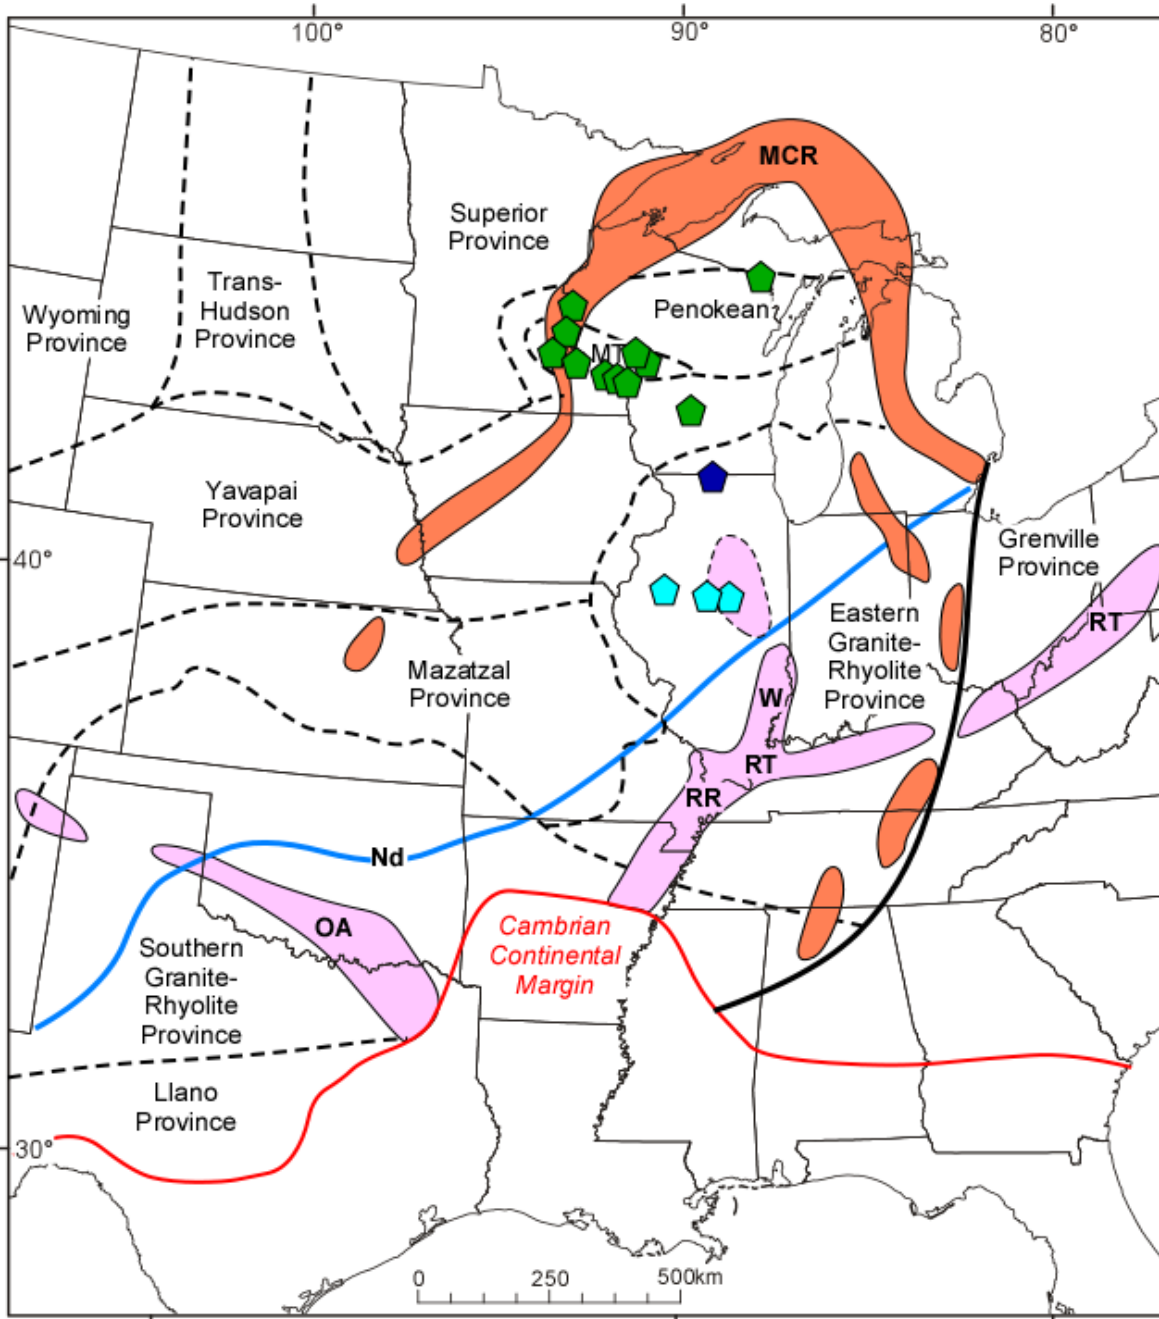 100°
90°
80°
MCR
Superior
Province
Trans-
Hudson
Province
Wyoming
Province
Penokean
MT
Yavapai
Province
40°
Grenville
Province
Eastern
Granite-
Rhyolite
Province
RT
Mazatzal
Province
W
RT
RR
Nd
OA
Cambrian
Continental
Margin
Southern
Granite-
Rhyolite
Province
Llano
Province
30°
0 250 500km